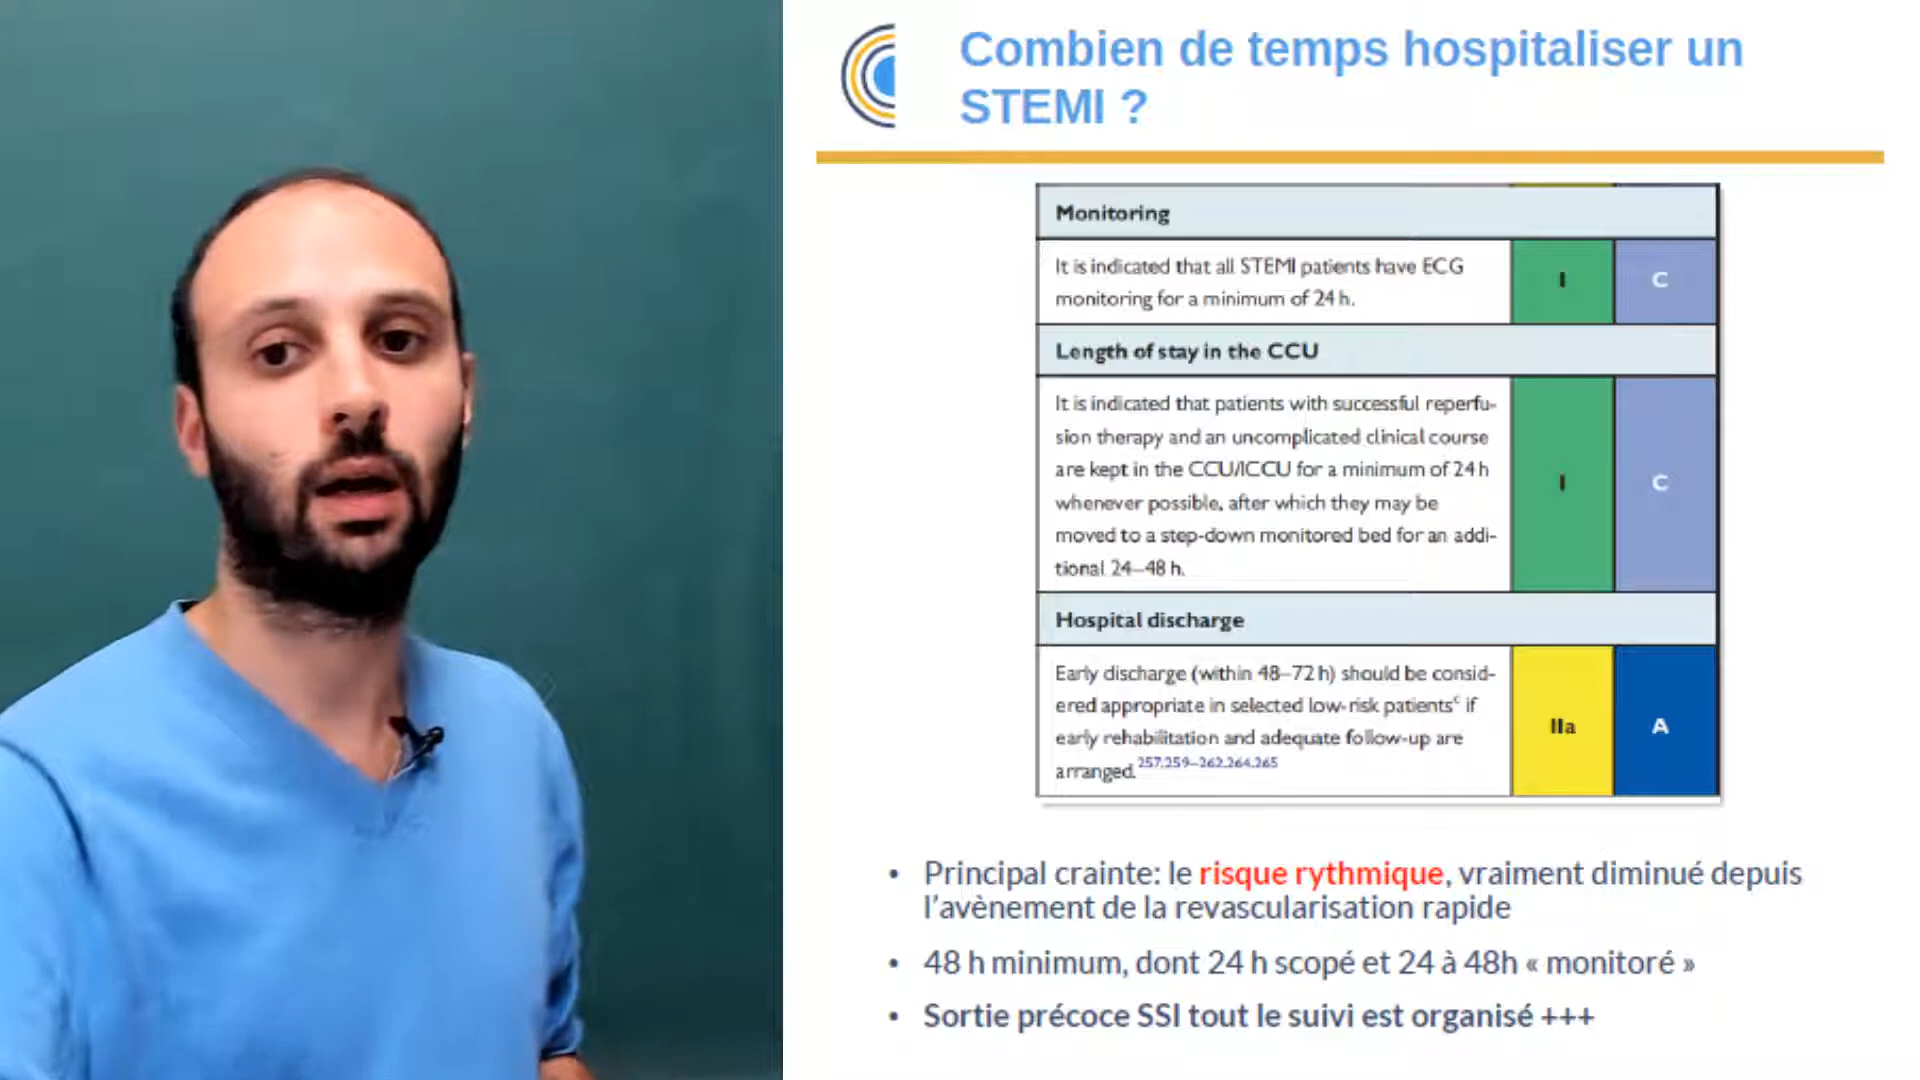 Combien de temps hospitaliser un
STEMI ?
Monitoring
It is indicated that all STEMI patients have ECG
monitoring for a minimum of 24 h.
I
C
Length of stay in the CCU
It is indicated that patients with successful reperfu-
sion therapy and an uncomplicated clinical course
are kept in the CCU/ICCU for a minimum of 24 h
whenever possible, after which they may be
moved to a step-down monitored bed for an addi-
tional 24–48 h.
I
C
Hospital discharge
Early discharge (within 48–72 h) should be consid-
ered appropriate in selected low-risk patientsᶜ if
early rehabilitation and adequate follow-up are
arranged.257,259–262,264,265
IIa
A
• Principal crainte: le risque rythmique, vraiment diminué depuis
l’avènement de la revascularisation rapide
• 48 h minimum, dont 24 h scopé et 24 à 48h « monitoré »
• Sortie précoce SSI tout le suivi est organisé +++